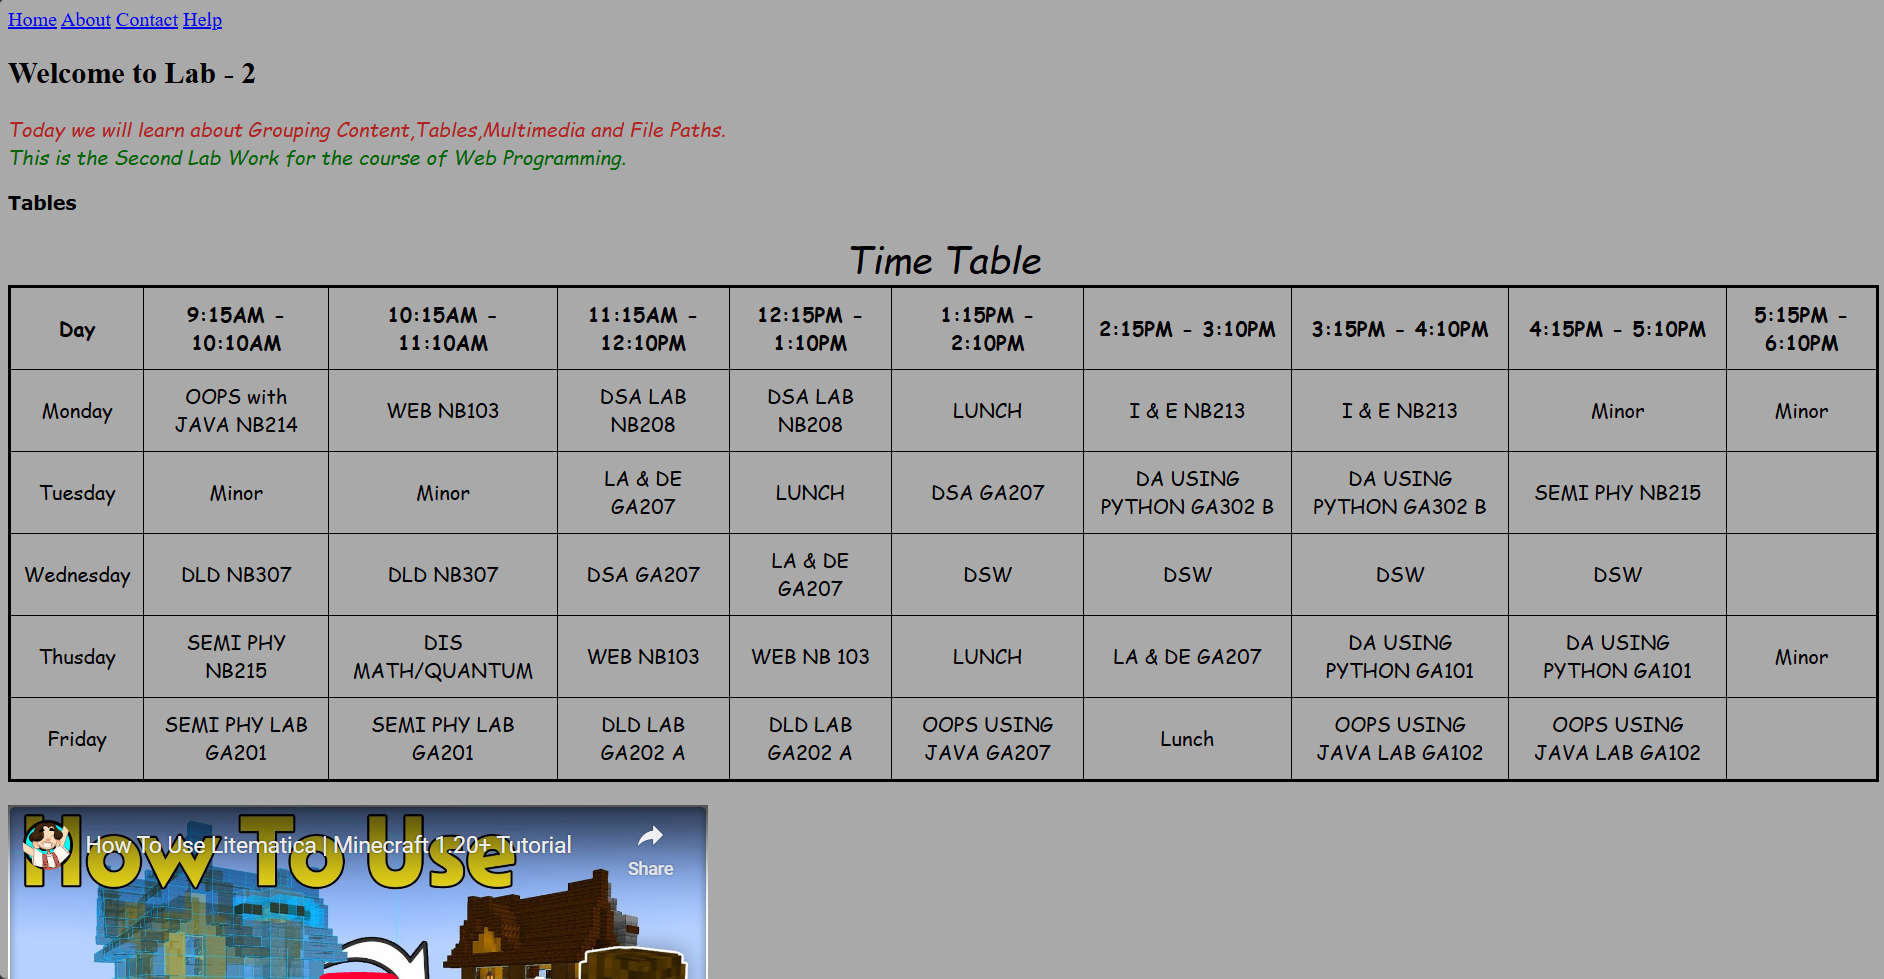 Home About Contact Help
Welcome to Lab - 2
Today we will learn about Grouping Content,Tables,Multimedia and File Paths.
This is the Second Lab Work for the course of Web Programming.
Tables
Time Table
Day 9:15AM - 10:10AM 10:15AM - 11:10AM 11:15AM - 12:10PM 12:15PM - 1:10PM 1:15PM - 2:10PM 2:15PM - 3:10PM 3:15PM - 4:10PM 4:15PM - 5:10PM 5:15PM - 6:10PM
Monday OOPS with JAVA NB214 WEB NB103 DSA LAB NB208 DSA LAB NB208 LUNCH I & E NB213 I & E NB213 Minor Minor
Tuesday Minor Minor LA & DE GA207 LUNCH DSA GA207 DA USING PYTHON GA302 B DA USING PYTHON GA302 B SEMI PHY NB215
Wednesday DLD NB307 DLD NB307 DSA GA207 LA & DE GA207 DSW DSW DSW DSW
Thusday SEMI PHY NB215 DIS MATH/QUANTUM WEB NB103 WEB NB 103 LUNCH LA & DE GA207 DA USING PYTHON GA101 DA USING PYTHON GA101 Minor
Friday SEMI PHY LAB GA201 SEMI PHY LAB GA201 DLD LAB GA202 A DLD LAB GA202 A OOPS USING JAVA GA207 Lunch OOPS USING JAVA LAB GA102 OOPS USING JAVA LAB GA102
How To Use Litematica | Minecraft 1.20+ Tutorial
Share
How To Use